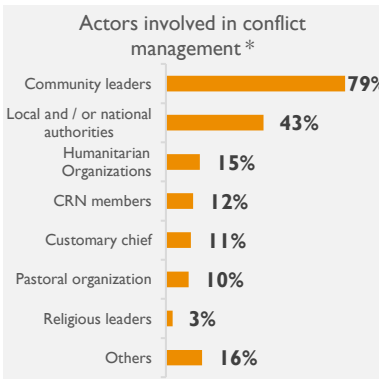 Actors involved in conflict
management *
Community leaders 79%
Local and / or national
authorities 43%
Humanitarian
Organizations 15%
CRN members 12%
Customary chief 11%
Pastoral organization 10%
Religious leaders 3%
Others 16%